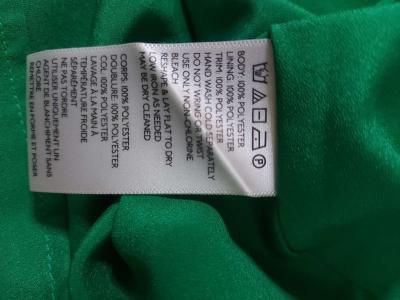 BODY: 100% POLYESTER
LINING: 100% POLYESTER
TRIM: 100% POLYESTER
HAND WASH COLD SEPARATELY
DO NOT WRING OR TWIST
USE ONLY NON-CHLORINE
BLEACH
RESHAPE & LAY FLAT TO DRY
LOW IRON AS NEEDED
MAY BE DRY CLEANED
CORPS: 100% POLYESTER
DOUBLURE: 100% POLYESTER
COL: 100% POLYESTER
LAVAGE À LA MAIN À
TEMPÉRATURE FROIDE
SÉPARÉMENT
NE PAS TORDRE
UTILISER UNIQUEMENT UN
AGENT DE BLANCHIMENT SANS
CHLORE
REMETTRE EN FORME ET POSER